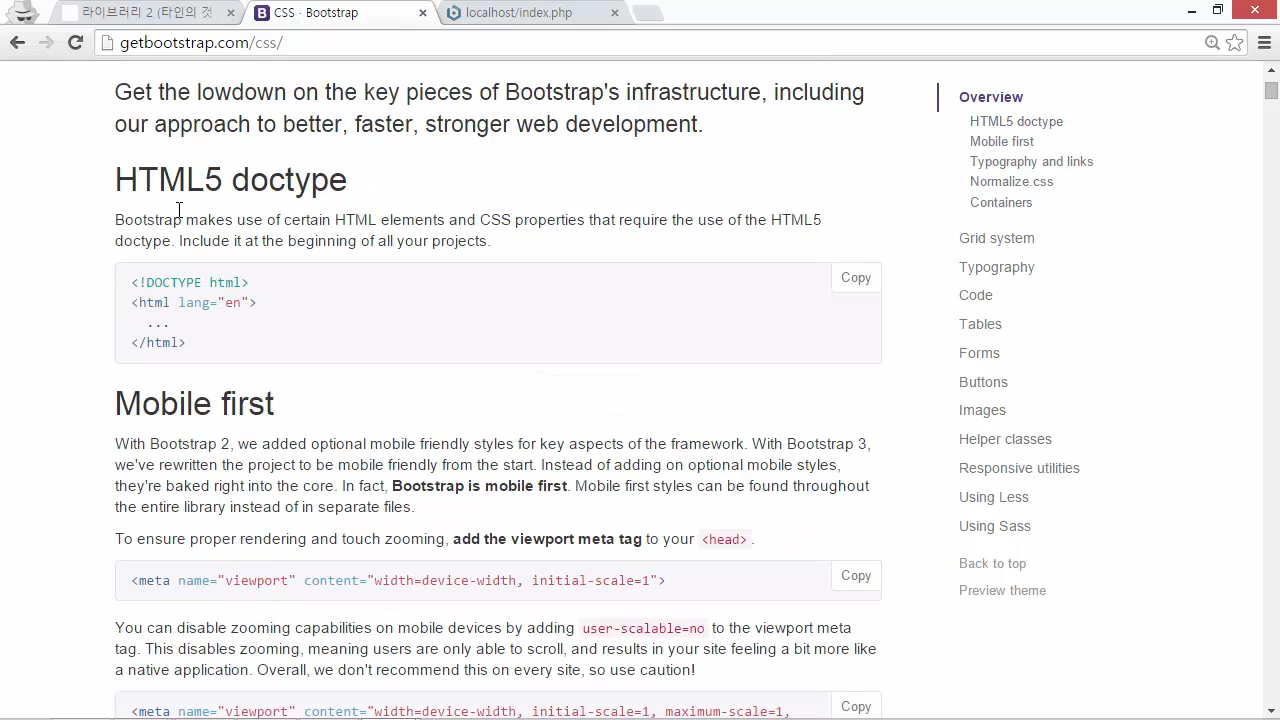 라이브러리 2 (타인의 것
CSS · Bootstrap
localhost/index.php
getbootstrap.com/css/
Get the lowdown on the key pieces of Bootstrap's infrastructure, including
our approach to better, faster, stronger web development.
HTML5 doctype
Bootstrap makes use of certain HTML elements and CSS properties that require the use of the HTML5
doctype. Include it at the beginning of all your projects.
Copy
<!DOCTYPE html>
<html lang="en">
...
</html>
Mobile first
With Bootstrap 2, we added optional mobile friendly styles for key aspects of the framework. With Bootstrap 3,
we've rewritten the project to be mobile friendly from the start. Instead of adding on optional mobile styles,
they're baked right into the core. In fact, Bootstrap is mobile first. Mobile first styles can be found throughout
the entire library instead of in separate files.
To ensure proper rendering and touch zooming, add the viewport meta tag to your <head>.
Copy
<meta name="viewport" content="width=device-width, initial-scale=1">
You can disable zooming capabilities on mobile devices by adding user-scalable=no to the viewport meta
tag. This disables zooming, meaning users are only able to scroll, and results in your site feeling a bit more like
a native application. Overall, we don't recommend this on every site, so use caution!
Copy
<meta name="viewport" content="width=device-width, initial-scale=1, maximum-scale=1,
Overview
HTML5 doctype
Mobile first
Typography and links
Normalize.css
Containers
Grid system
Typography
Code
Tables
Forms
Buttons
Images
Helper classes
Responsive utilities
Using Less
Using Sass
Back to top
Preview theme